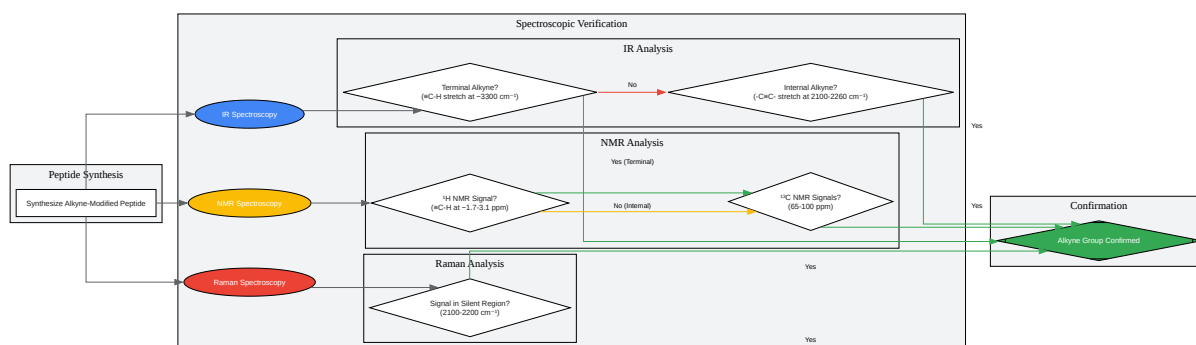 Spectroscopic Verification
IR Analysis
Terminal Alkyne?
(≡C-H stretch at ~3300 cm⁻¹)
No
Internal Alkyne?
(-C≡C- stretch at 2100-2260 cm⁻¹)
IR Spectroscopy
Yes
NMR Analysis
Yes (Terminal)
Peptide Synthesis
Synthesize Alkyne-Modified Peptide
NMR Spectroscopy
¹H NMR Signal?
(≡C-H at ~1.7-3.1 ppm)
No (Internal)
¹³C NMR Signals?
(65-100 ppm)
Yes
Confirmation
Alkyne Group Confirmed
Raman Analysis
Yes
Raman Spectroscopy
Signal in Silent Region?
(2100-2200 cm⁻¹)
Yes